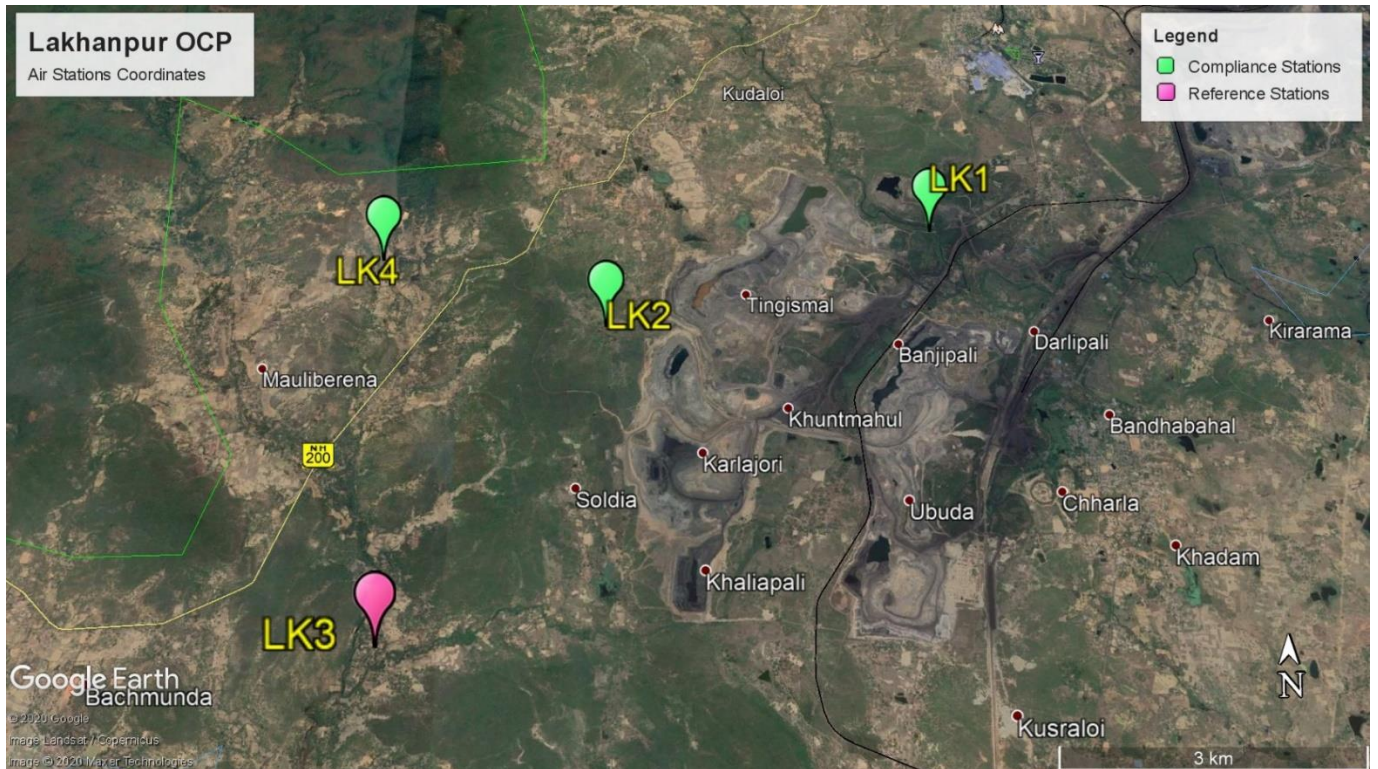 Lakhanpur OCP
Air Stations Coordinates
Legend
Compliance Stations
Reference Stations
Kudaloi
LK1
LK4
LK2
Tingismal
Kirarama
Darlipali
Banjipali
Mauliberena
Khuntmahul
Bandhabahal
NH
200
Karlajori
Soldia
Chharla
Ubuda
Khadam
Khaliapali
LK3
Google Earth
Bachmunda
N
© 2020 Google
Image Landsat / Copernicus
Image © 2020 Maxar Technologies
Kusraloi
3 km